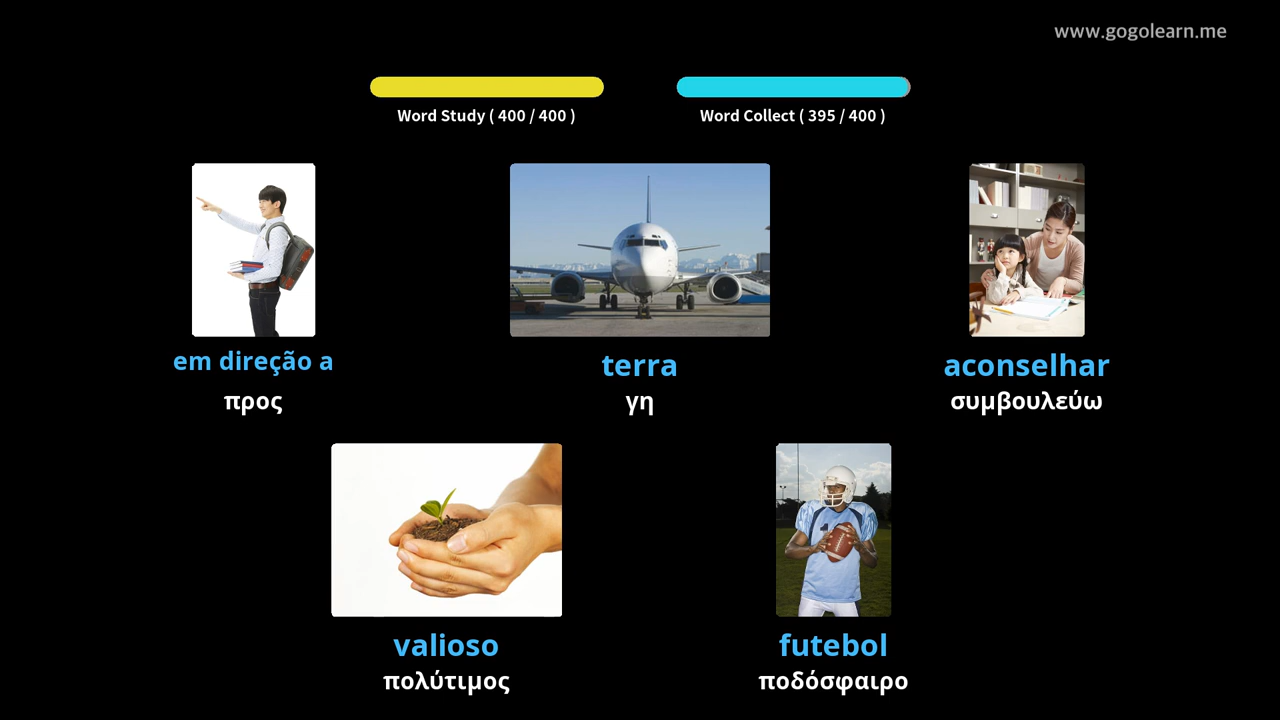 www.gogolearn.me
Word Study ( 400 / 400 )
Word Collect ( 395 / 400 )
em direção a
προς
terra
γη
aconselhar
συμβουλεύω
valioso
πολύτιμος
futebol
ποδόσφαιρο